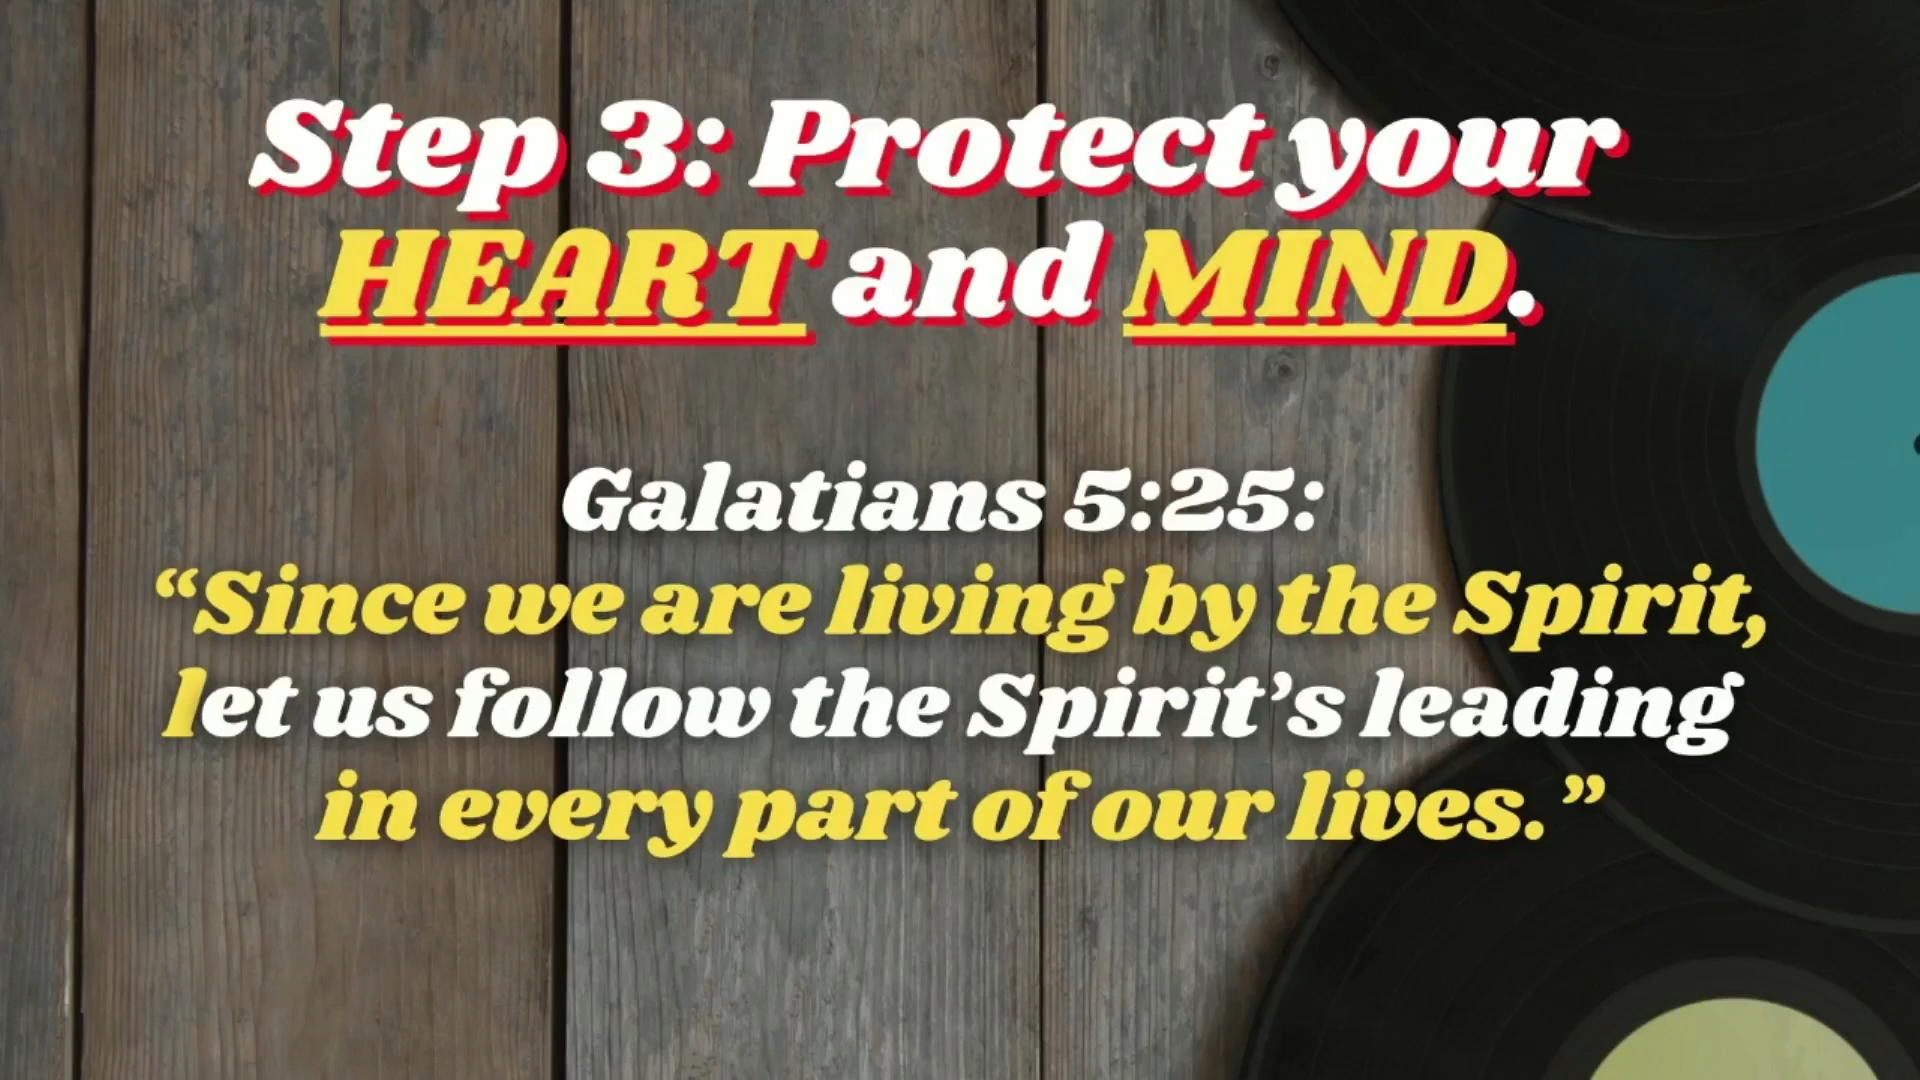 Step 3: Protect your
HEART and MIND.
Galatians 5:25:
“Since we are living by the Spirit,
let us follow the Spirit’s leading
in every part of our lives.”